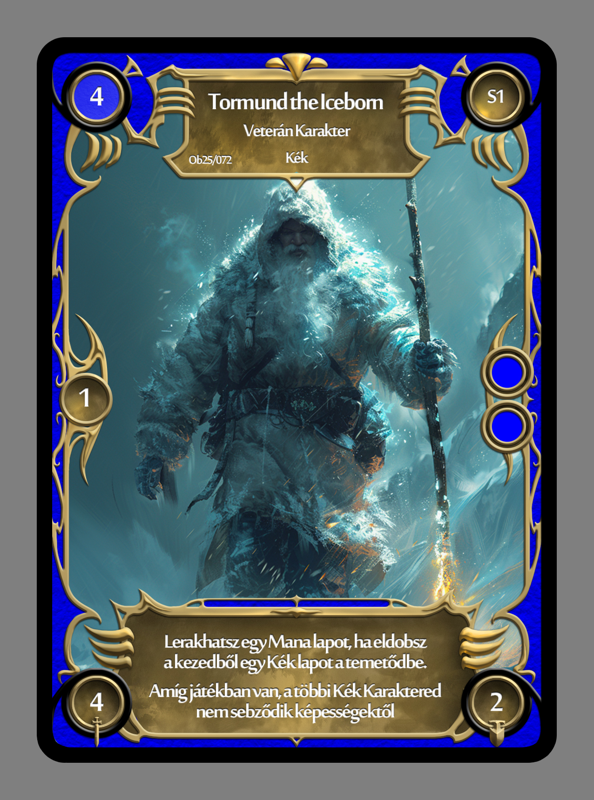 4
Tormund the Iceborn
S1
Veterán Karakter
Ob25/072
Kék
1
Lerakhatsz egy Mana lapot, ha eldobsz
a kezedből egy Kék lapot a temetődbe.
Amíg játékban van, a többi Kék Karaktered
nem sebződik képességektől
4
2